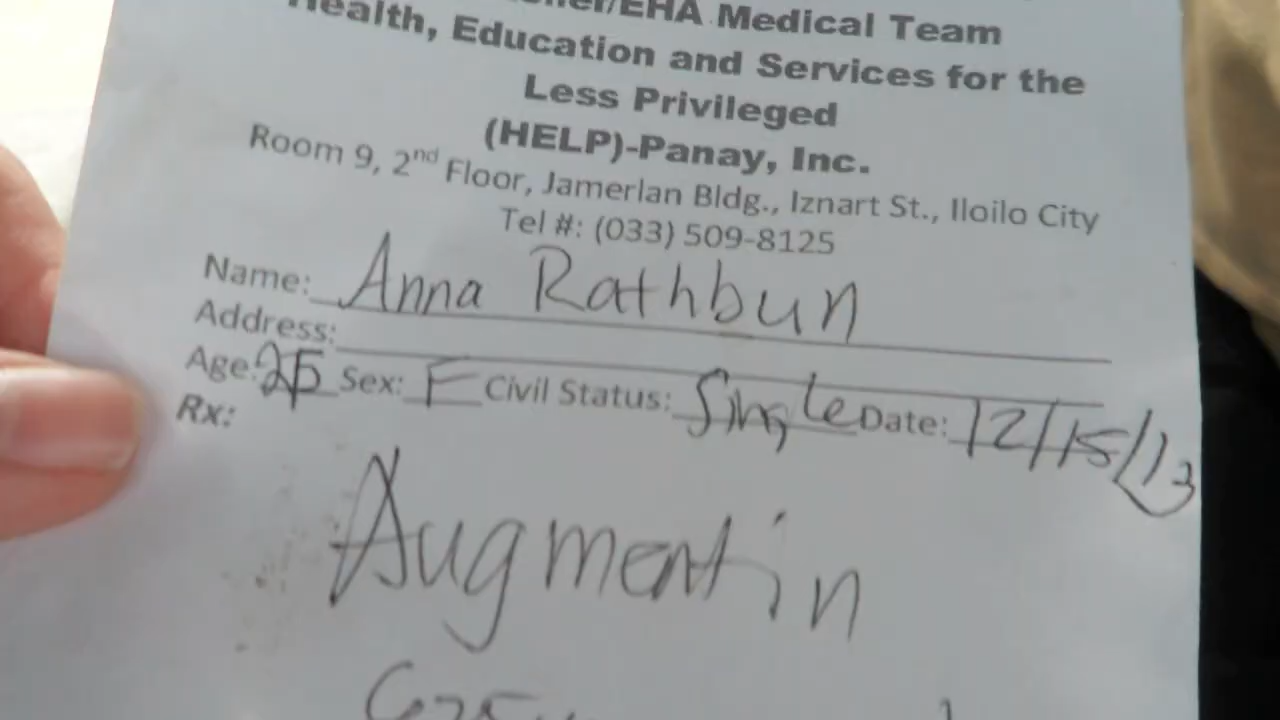 /EHA Medical Team
Health, Education and Services for the
Less Privileged
(HELP)-Panay, Inc.
Room 9, 2nd Floor, Jamerlan Bldg., Iznart St., Iloilo City
Tel #: (033) 509-8125
Name: Anna Rathbun
Address:
Age: 25 Sex: F Civil Status: Single Date: 12/15/13
Rx:
Augmentin